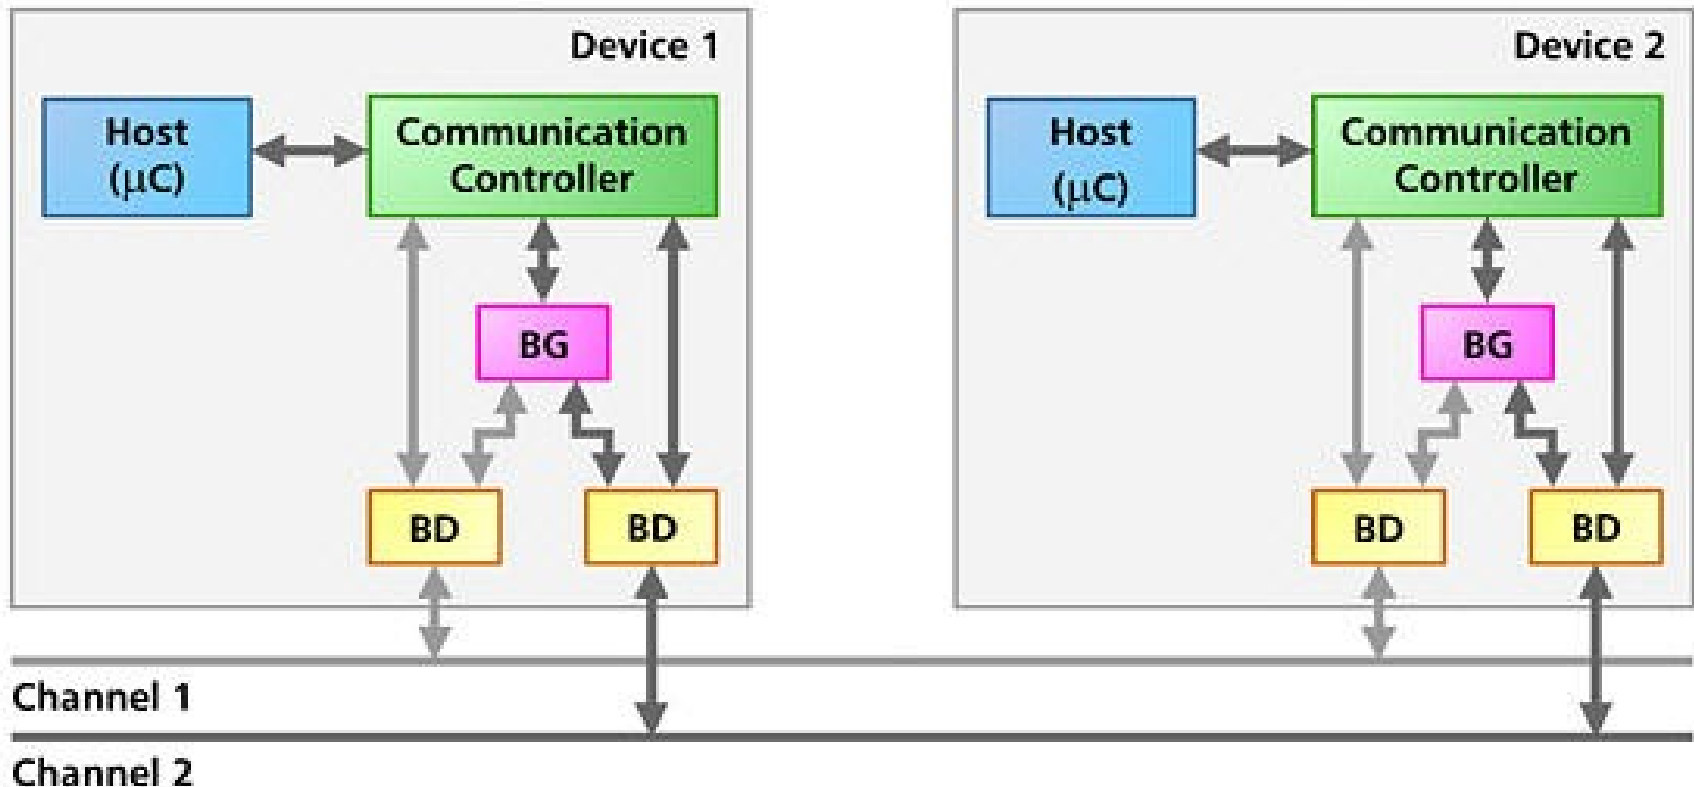 Device 1
Host
(µC)
Communication
Controller
BG
BD
BD
Device 2
Host
(µC)
Communication
Controller
BG
BD
BD
Channel 1
Channel 2